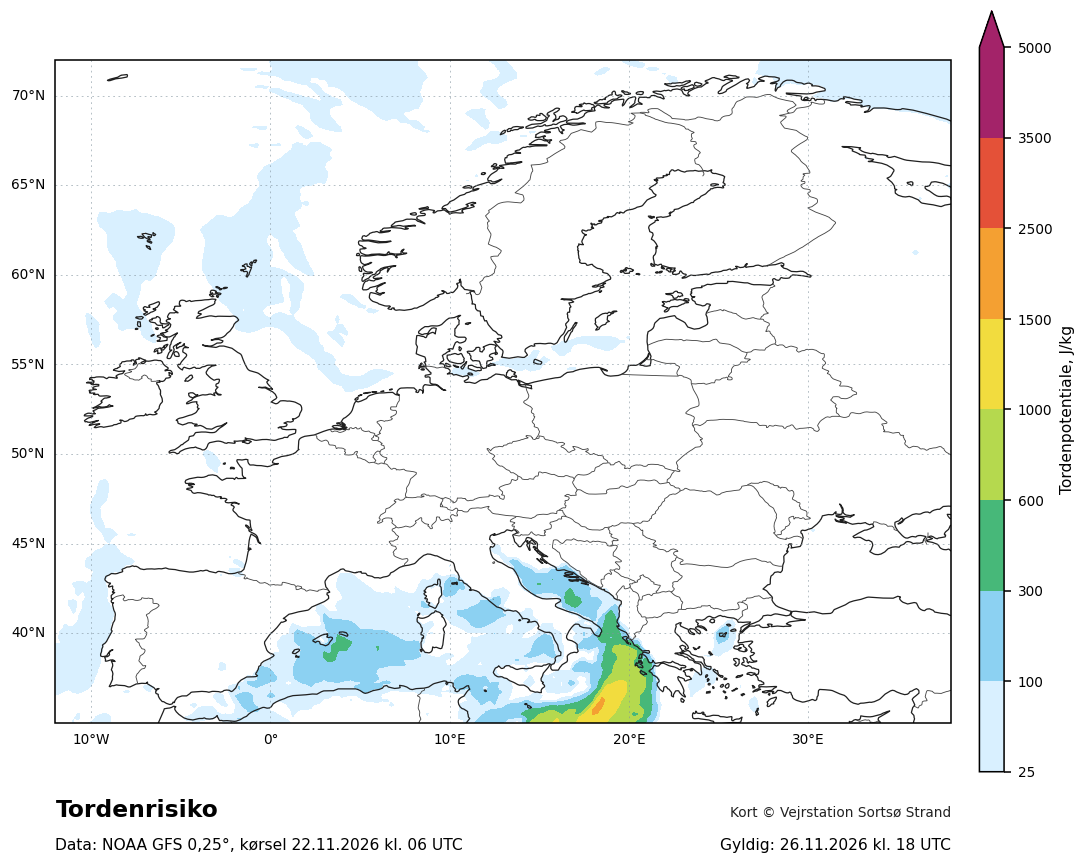 70°N
65°N
60°N
55°N
50°N
45°N
40°N
10°W
0°
10°E
20°E
30°E
5000
3500
2500
1500
1000
600
300
100
25
Tordenpotentiale, J/kg
Tordenrisiko
Kort © Vejrstation Sortsø Strand
Data: NOAA GFS 0,25°, kørsel 22.11.2026 kl. 06 UTC
Gyldig: 26.11.2026 kl. 18 UTC